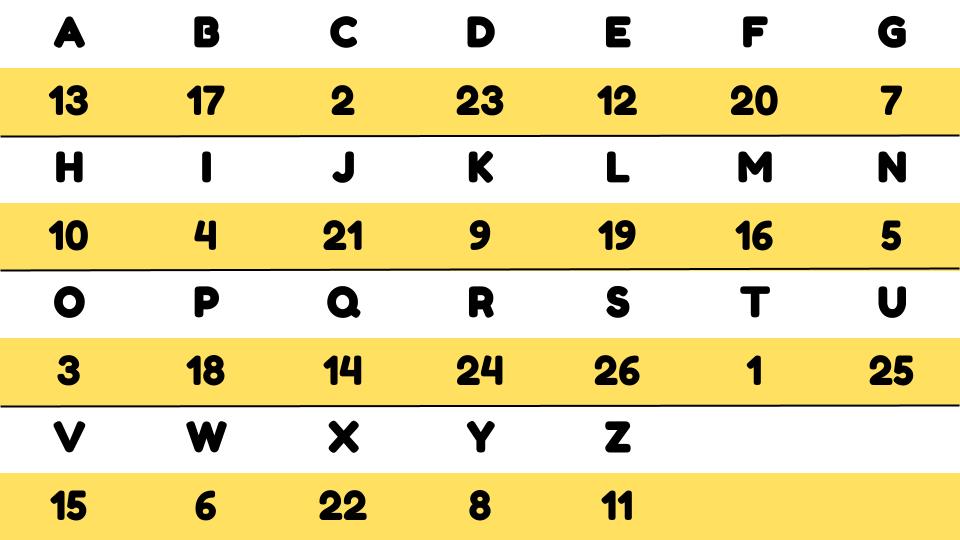 A B C D E F G
13 17 2 23 12 20 7
H I J K L M N
10 4 21 9 19 16 5
O P Q R S T U
3 18 14 24 26 1 25
V W X Y Z
15 6 22 8 11